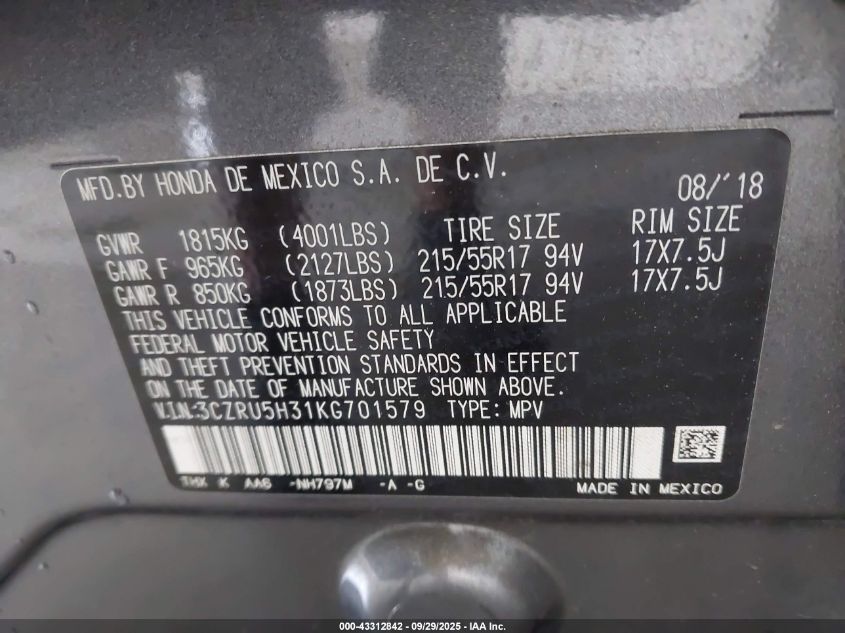 MFD.BY HONDA DE MEXICO S.A. DE C.V.
08/'18
GVWR 1815KG (4001LBS) TIRE SIZE RIM SIZE
GAWR F 965KG (2127LBS) 215/55R17 94V 17X7.5J
GAWR R 850KG (1873LBS) 215/55R17 94V 17X7.5J
THIS VEHICLE CONFORMS TO ALL APPLICABLE
FEDERAL MOTOR VEHICLE SAFETY
AND THEFT PREVENTION STANDARDS IN EFFECT
ON THE DATE OF MANUFACTURE SHOWN ABOVE.
V.I.N.:3CZRU5H31KG701579 TYPE: MPV
THX K AA6 -NH797M -A -G MADE IN MEXICO
000-43312842 - 09/29/2025 - IAA Inc.